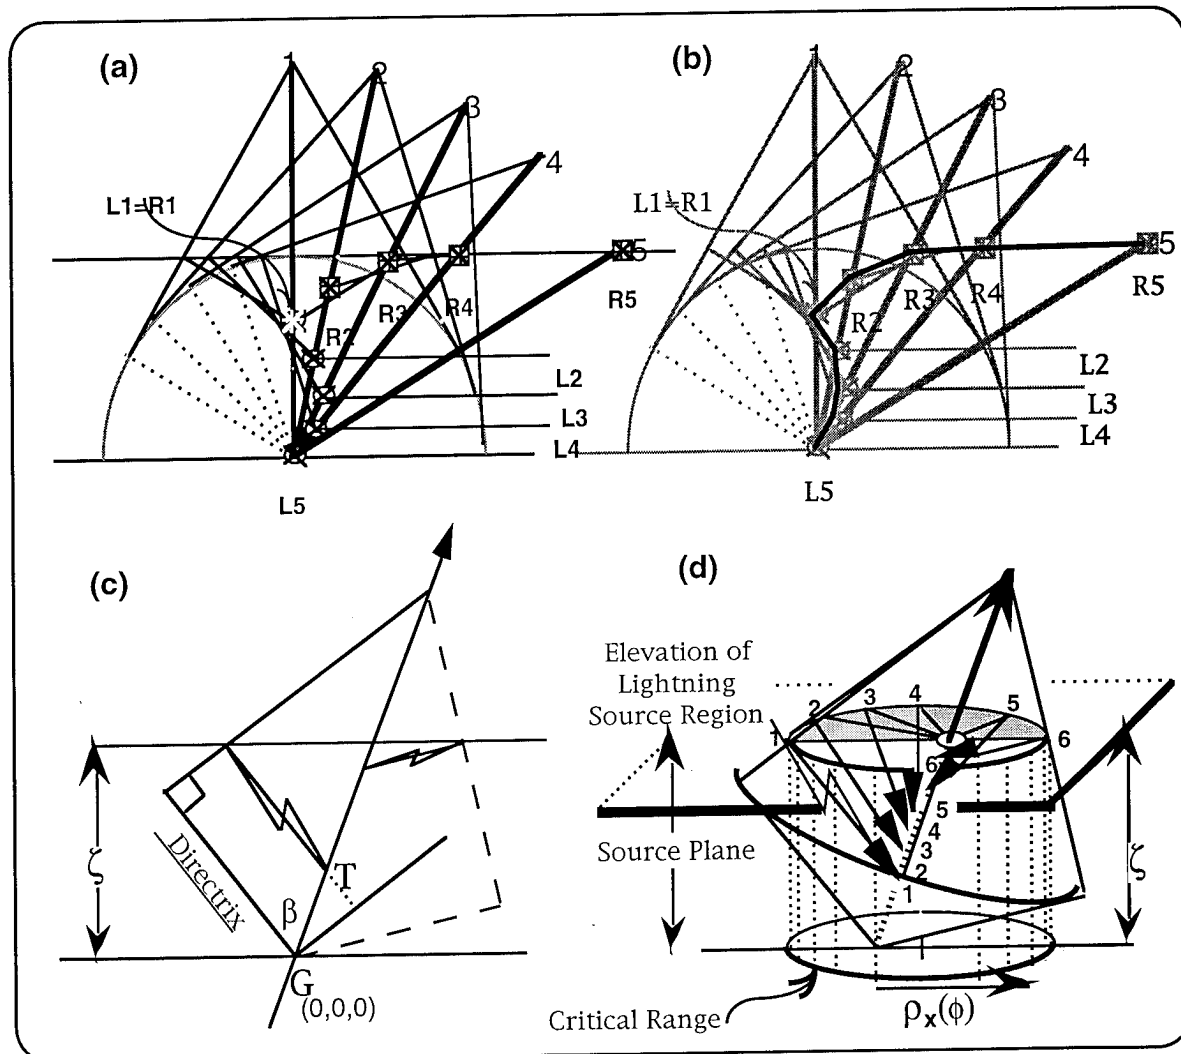 (a)
1
2
3
4
L1=R1
5
R2
R3
R4
R5
L2
L3
L4
L5
(b)
1
2
3
4
L1=R1
5
R2
R3
R4
R5
L2
L3
L4
L5
(c)
ζ
Directrix
β
T
G
(0,0,0)
(d)
Elevation of
Lightning
Source Region
1
2
3
4
5
6
6
5
4
3
2
1
Source Plane
ζ
Critical Range
ρx(ϕ)